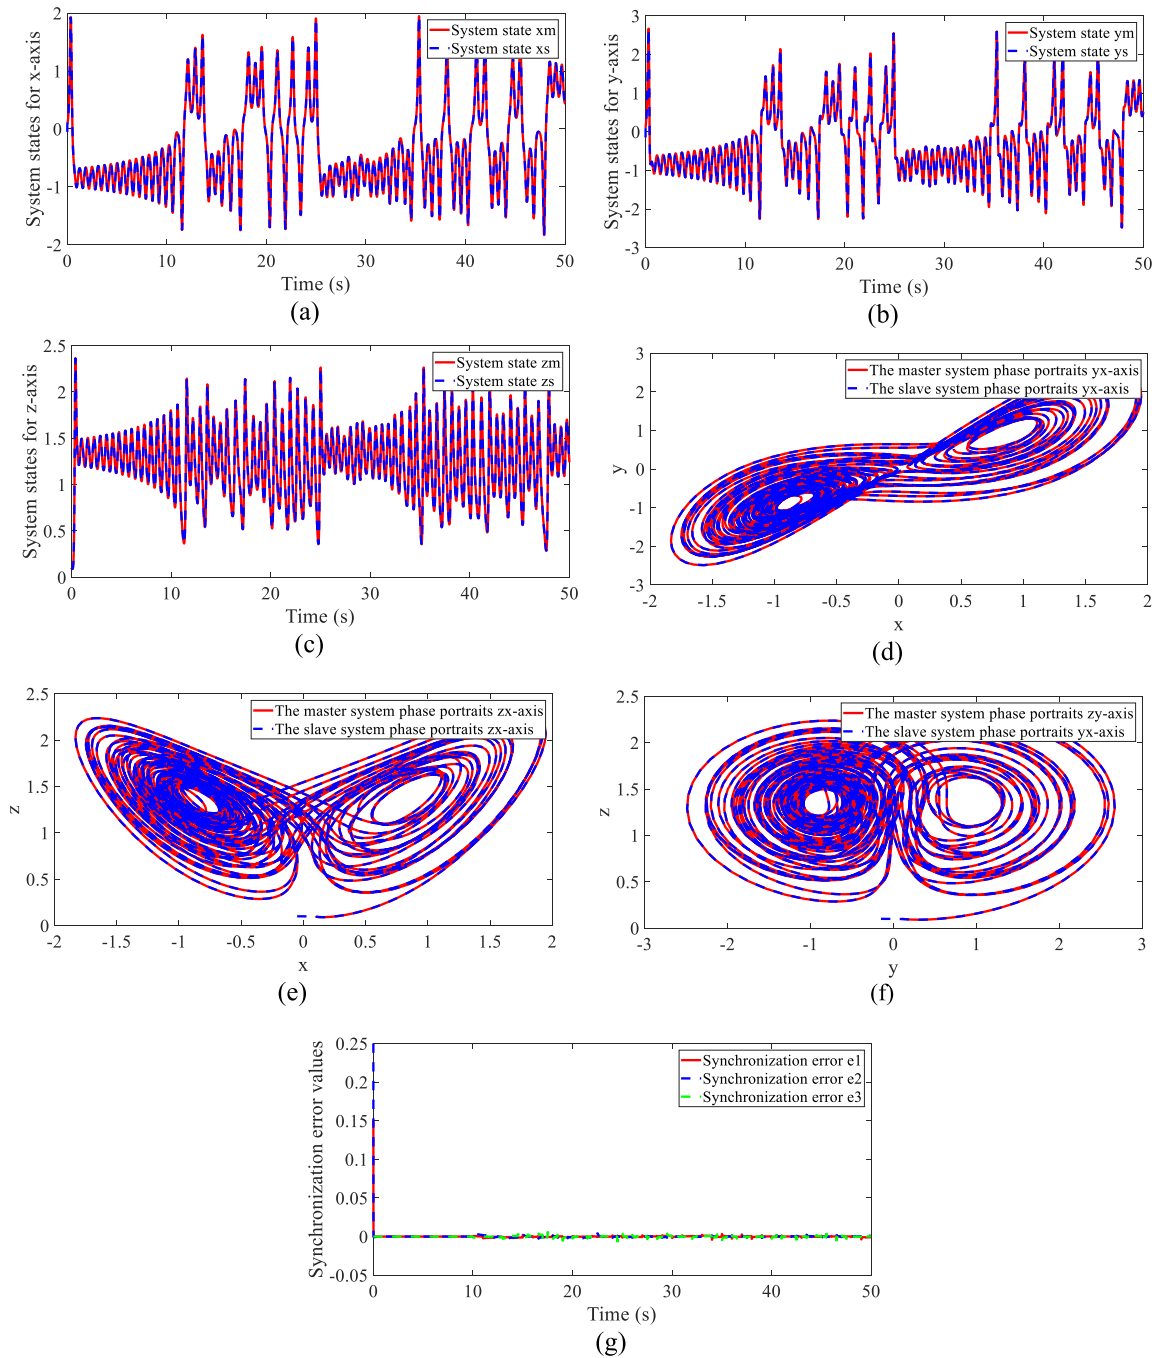 System states for x-axis
2
1
0
-1
-2
0
10
20
30
40
50
System state xm
System state xs
Time (s)
(a)
System states for y-axis
3
2
1
0
-1
-2
-3
0
10
20
30
40
50
System state ym
System state ys
Time (s)
(b)
System states for z-axis
2.5
2
1.5
1
0.5
0
0
10
20
30
40
50
System state zm
System state zs
Time (s)
(c)
y
3
2
1
0
-1
-2
-3
-2
-1.5
-1
-0.5
0
0.5
1
1.5
2
The master system phase portraits yx-axis
The slave system phase portraits yx-axis
x
(d)
z
2.5
2
1.5
1
0.5
0
-2
-1.5
-1
-0.5
0
0.5
1
1.5
2
The master system phase portraits zx-axis
The slave system phase portraits zx-axis
x
(e)
z
2.5
2
1.5
1
0.5
0
-3
-2
-1
0
1
2
3
The master system phase portraits zy-axis
The slave system phase portraits yx-axis
y
(f)
Synchronization error values
0.25
0.2
0.15
0.1
0.05
0
-0.05
0
10
20
30
40
50
Synchronization error e1
Synchronization error e2
Synchronization error e3
Time (s)
(g)